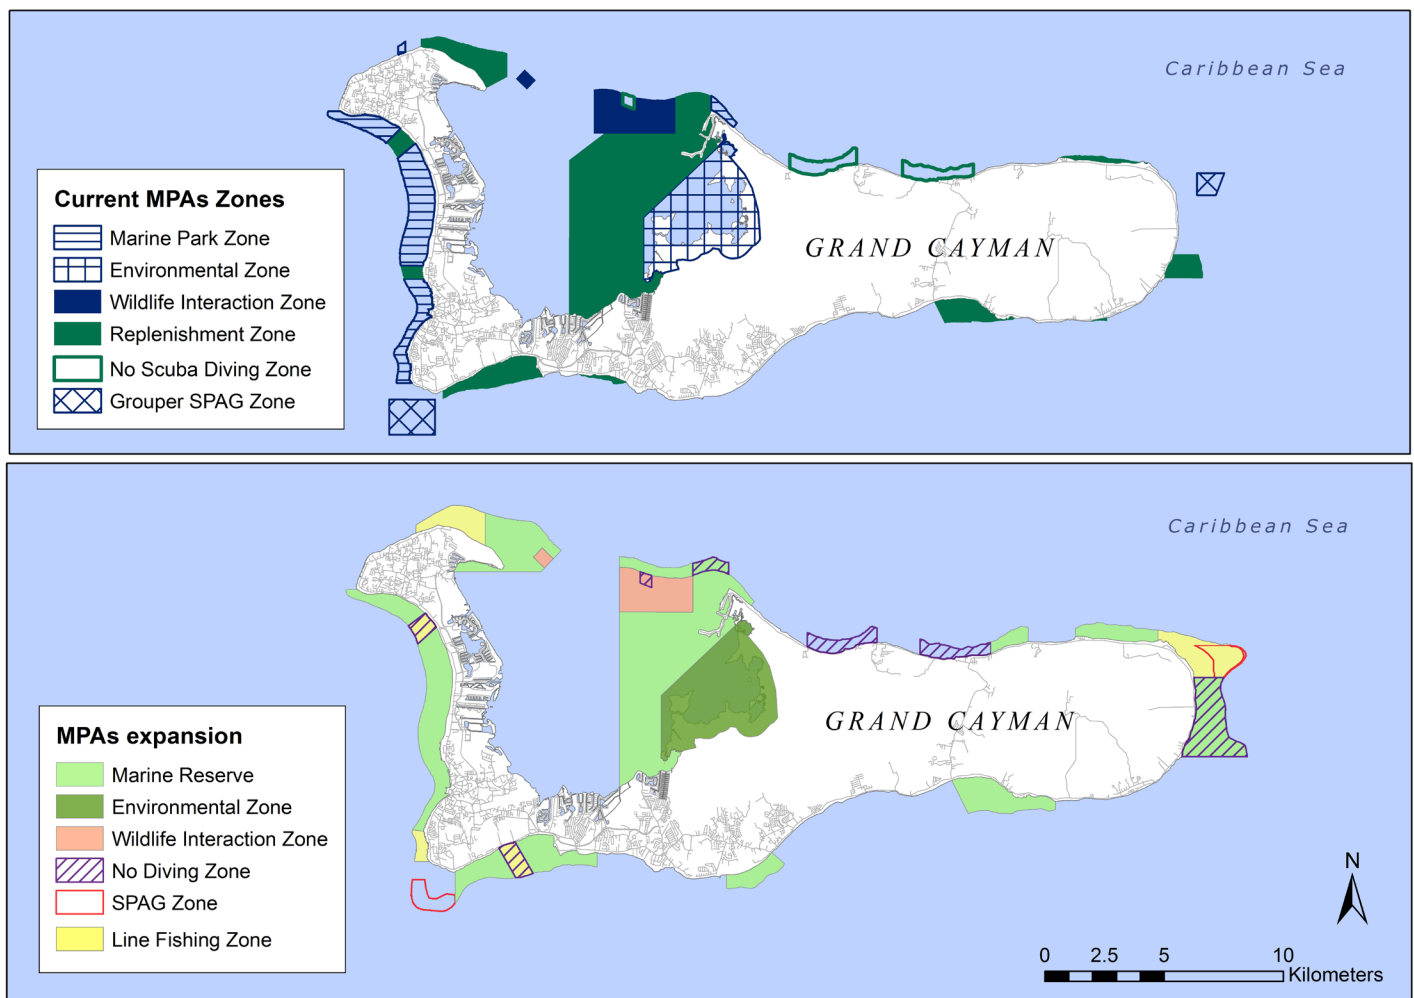 Caribbean Sea
Current MPAs Zones
Marine Park Zone
Environmental Zone
Wildlife Interaction Zone
Replenishment Zone
No Scuba Diving Zone
Grouper SPAG Zone
GRAND CAYMAN
Caribbean Sea
MPAs expansion
Marine Reserve
Environmental Zone
Wildlife Interaction Zone
No Diving Zone
SPAG Zone
Line Fishing Zone
GRAND CAYMAN
N
0 2.5 5 10
Kilometers